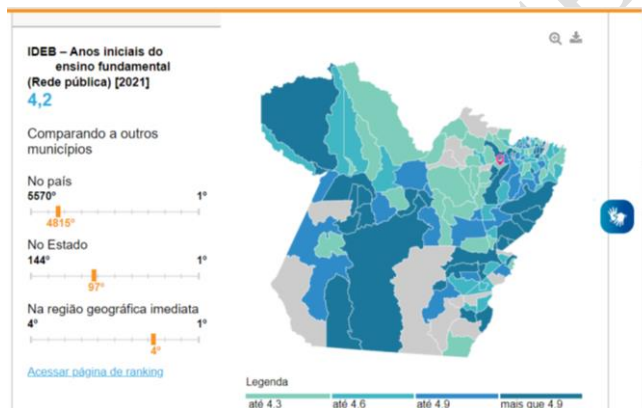 IDEB – Anos iniciais do
ensino fundamental
(Rede pública) [2021]
4,2
Comparando a outros
municípios
No país
5570º 1º
4815º
No Estado
144º 1º
97º
Na região geográfica imediata
4º 1º
4º
Acessar página de ranking
Legenda
até 4.3 até 4.6 até 4.9 mais que 4.9